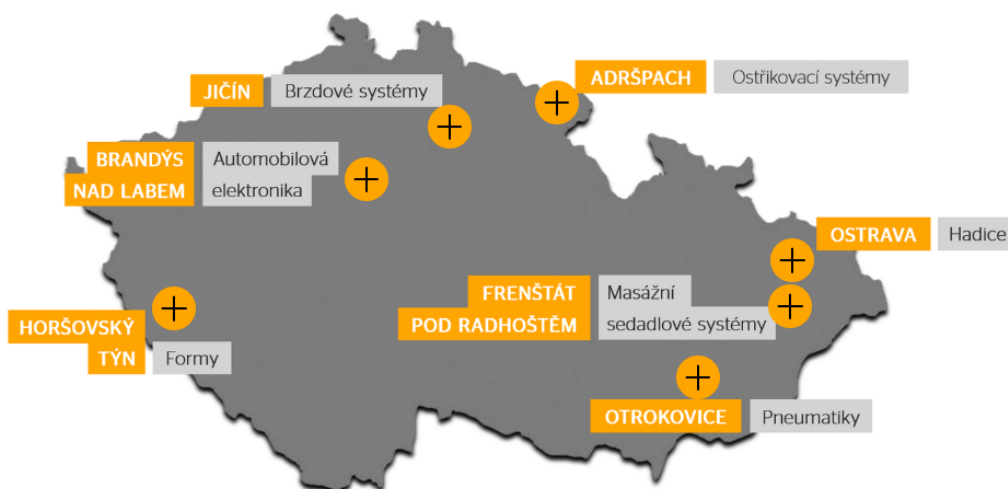 ADRŠPACH Ostřikovací systémy
JIČÍN Brzdové systémy
BRANDÝS
NAD LABEM
Automobilová
elektronika
OSTRAVA Hadice
FRENŠTÁT
POD RADHOŠTĚM
Masážní
sedadlové systémy
HORŠOVSKÝ
TÝN
Formy
OTROKOVICE Pneumatiky